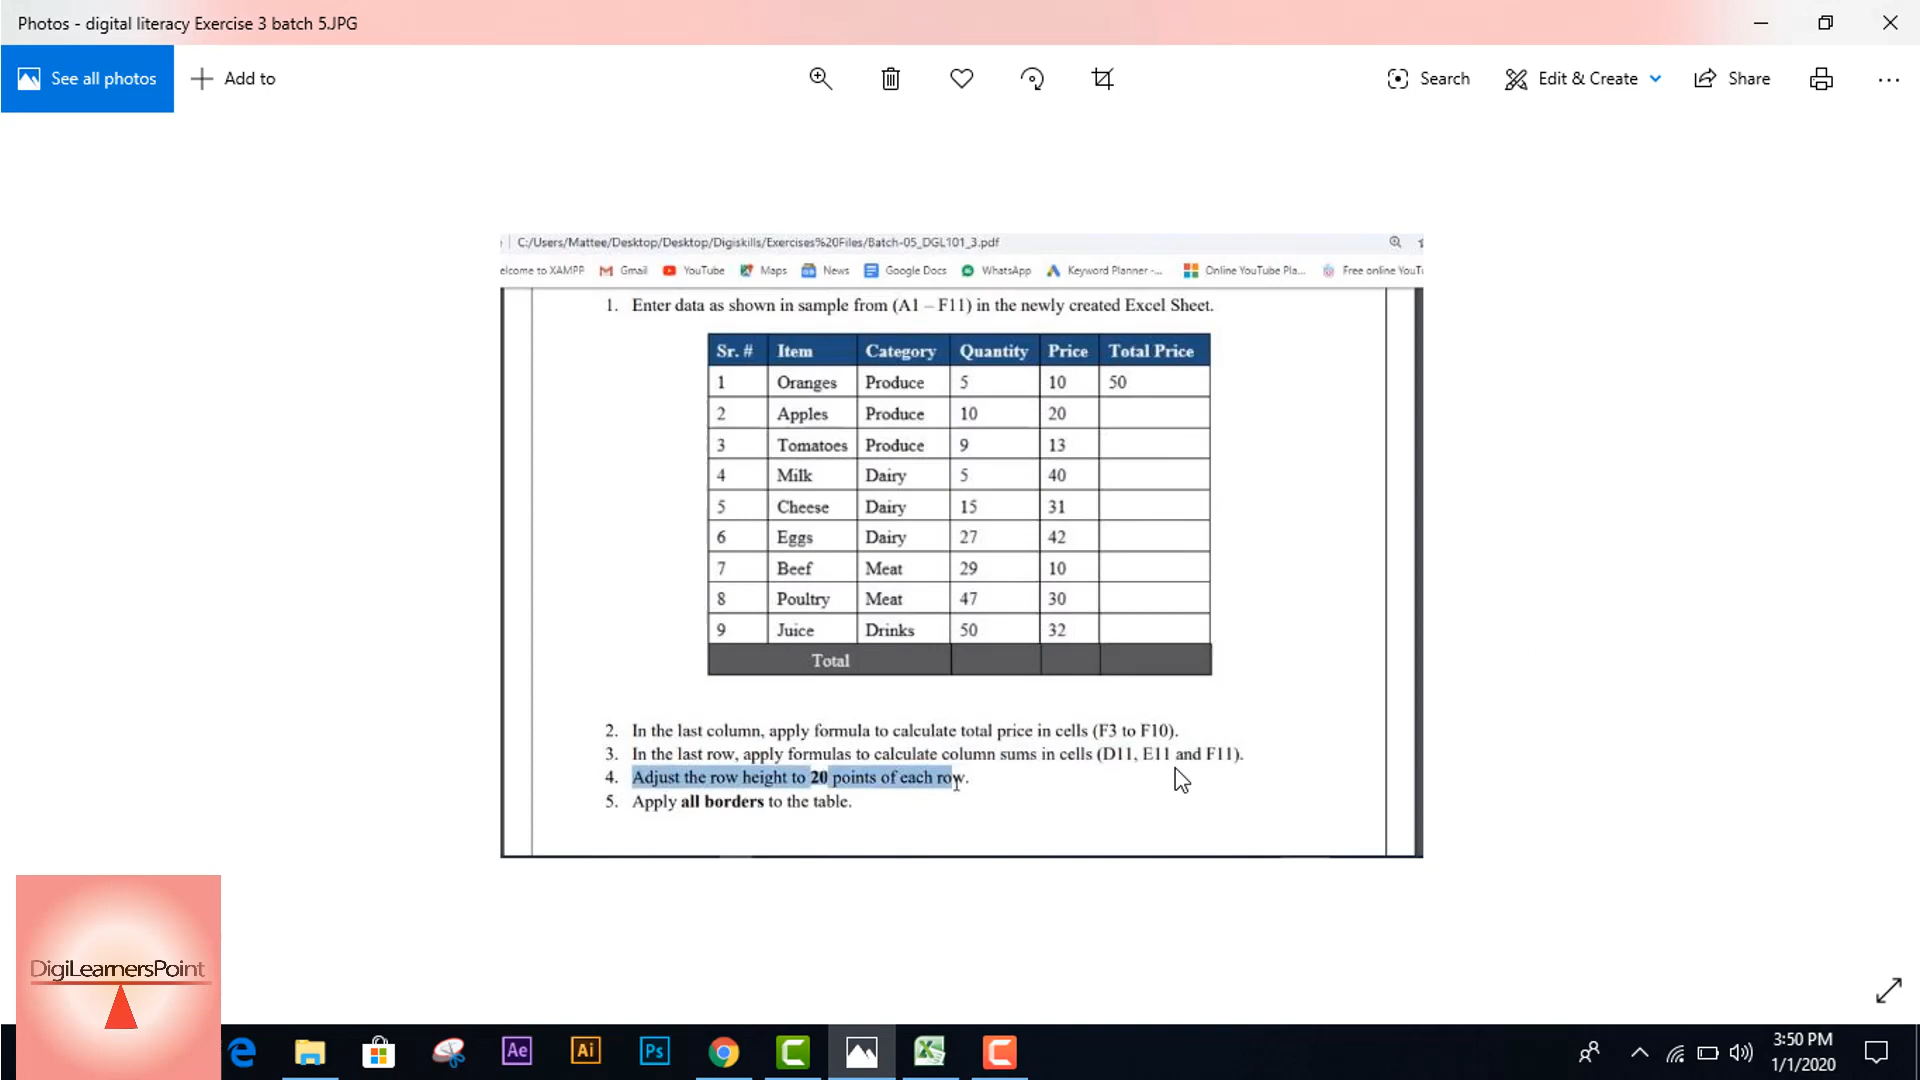 Photos - digital literacy Exercise 3 batch 5.JPG
See all photos
Add to
Search
Edit & Create
Share
C:/Users/Mattee/Desktop/Desktop/Digiskills/Exercises%20Files/Batch-05_DGL101_3.pdf
elcome to XAMPP Gmail YouTube Maps News Google Docs WhatsApp Keyword Planner -... Online YouTube Pla... Free online YouTu
1. Enter data as shown in sample from (A1 – F11) in the newly created Excel Sheet.
Sr. # Item Category Quantity Price Total Price
1 Oranges Produce 5 10 50
2 Apples Produce 10 20
3 Tomatoes Produce 9 13
4 Milk Dairy 5 40
5 Cheese Dairy 15 31
6 Eggs Dairy 27 42
7 Beef Meat 29 10
8 Poultry Meat 47 30
9 Juice Drinks 50 32
Total
2. In the last column, apply formula to calculate total price in cells (F3 to F10).
3. In the last row, apply formulas to calculate column sums in cells (D11, E11 and F11).
4. Adjust the row height to 20 points of each row.
5. Apply all borders to the table.
DigiLearnersPoint
Ae Ai Ps
3:50 PM
1/1/2020